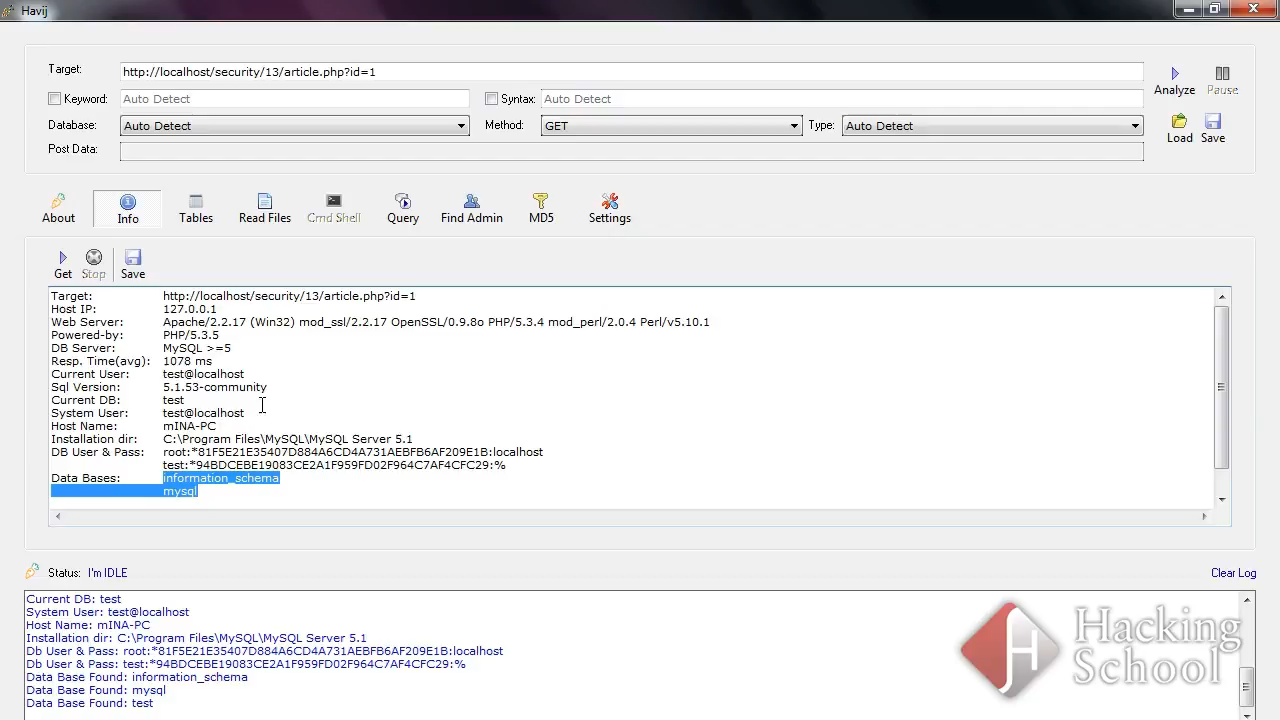 Havij
Target: http://localhost/security/13/article.php?id=1
Analyze Pause
Keyword: Auto Detect Syntax: Auto Detect
Database: Auto Detect Method: GET Type: Auto Detect
Load Save
Post Data:
About Info Tables Read Files Cmd Shell Query Find Admin MD5 Settings
Get Stop Save
Target: http://localhost/security/13/article.php?id=1
Host IP: 127.0.0.1
Web Server: Apache/2.2.17 (Win32) mod_ssl/2.2.17 OpenSSL/0.9.8o PHP/5.3.4 mod_perl/2.0.4 Perl/v5.10.1
Powered-by: PHP/5.3.5
DB Server: MySQL >=5
Resp. Time(avg): 1078 ms
Current User: test@localhost
Sql Version: 5.1.53-community
Current DB: test
System User: test@localhost
Host Name: mINA-PC
Installation dir: C:\Program Files\MySQL\MySQL Server 5.1
DB User & Pass: root:*81F5E21E35407D884A6CD4A731AEBFB6AF209E1B:localhost
test:*94BDCEBE19083CE2A1F959FD02F964C7AF4CFC29:%
Data Bases: information_schema
mysql
Status: I'm IDLE Clear Log
Current DB: test
System User: test@localhost
Host Name: mINA-PC
Installation dir: C:\Program Files\MySQL\MySQL Server 5.1
Db User & Pass: root:*81F5E21E35407D884A6CD4A731AEBFB6AF209E1B:localhost
Db User & Pass: test:*94BDCEBE19083CE2A1F959FD02F964C7AF4CFC29:%
Data Base Found: information_schema
Data Base Found: mysql
Data Base Found: test
Hacking
School